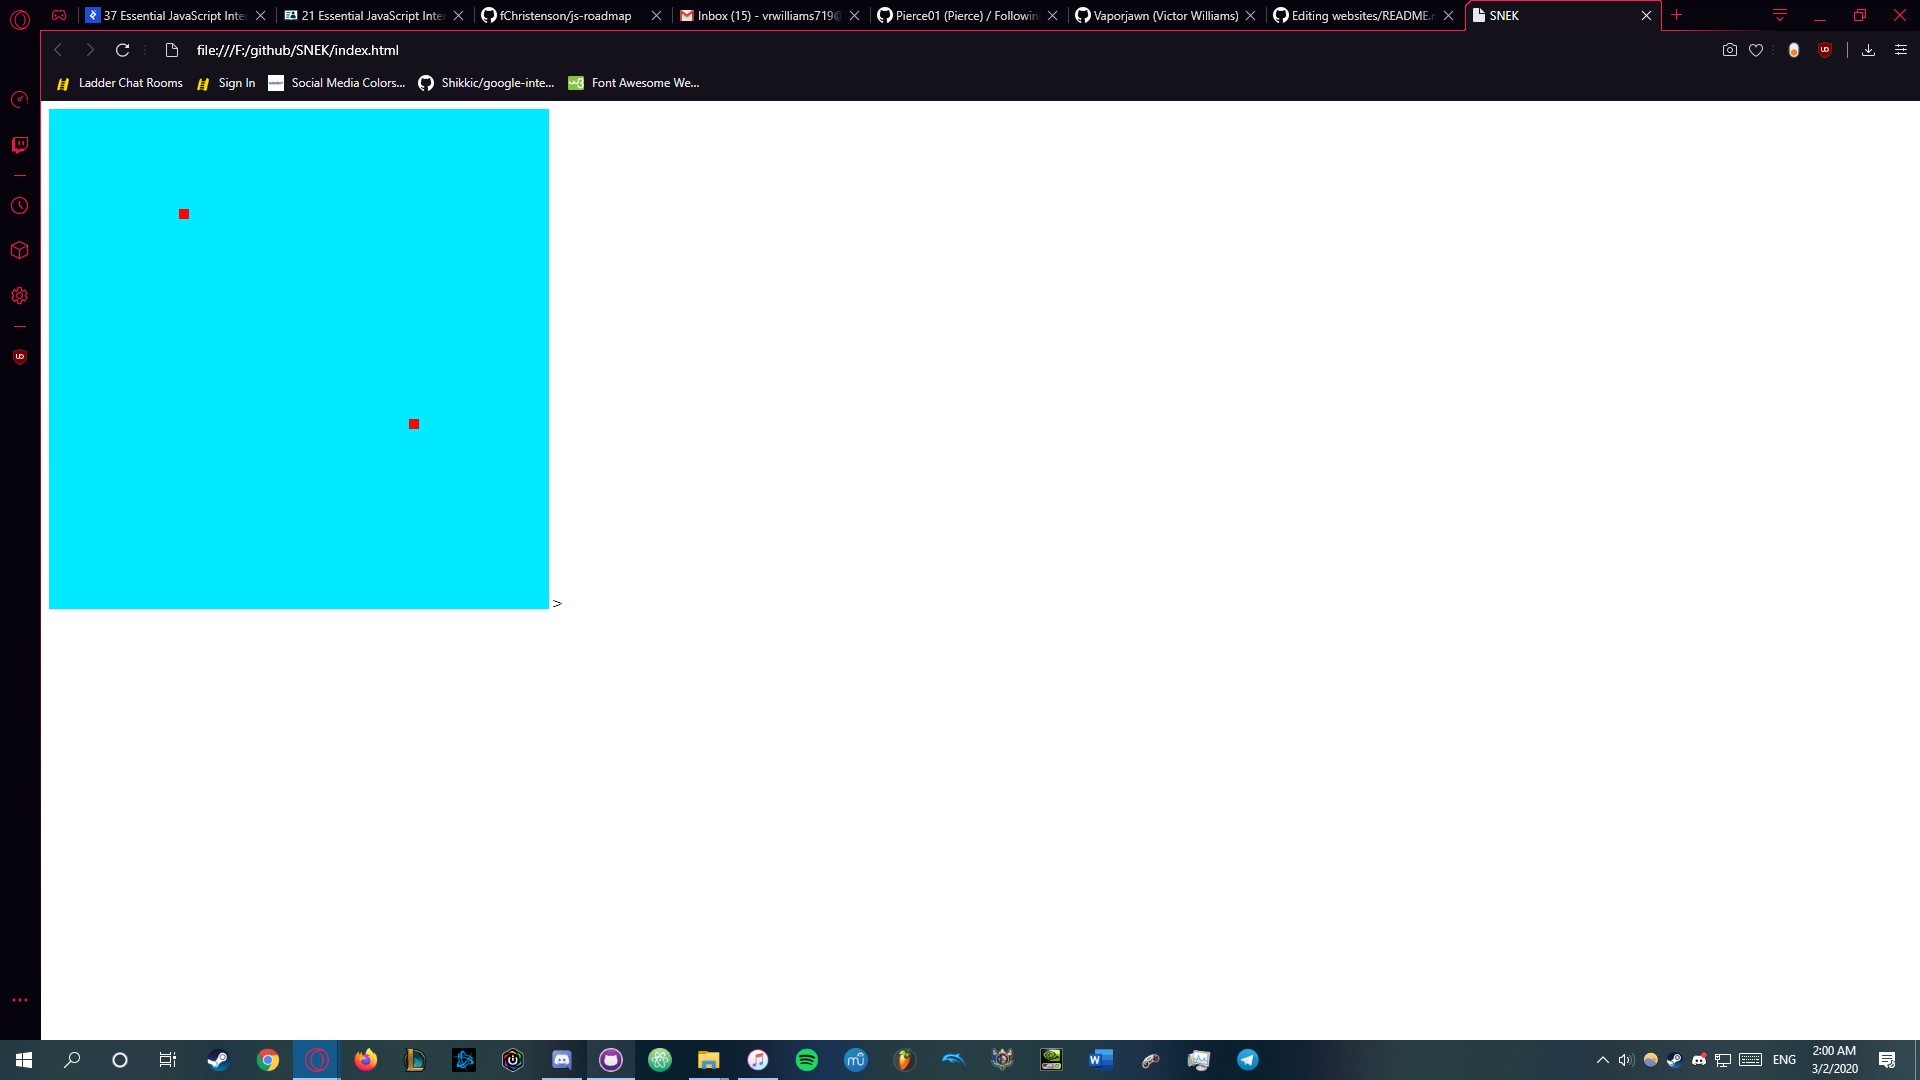 37 Essential JavaScript Inte
21 Essential JavaScript Inte
fChristenson/js-roadmap
Inbox (15) - vrwilliams719@
Pierce01 (Pierce) / Followin
Vaporjawn (Victor Williams)
Editing websites/README.
SNEK
file:///F:/github/SNEK/index.html
Ladder Chat Rooms
Sign In
Social Media Colors...
Shikkic/google-inte...
Font Awesome We...
>
ENG
2:00 AM
3/2/2020